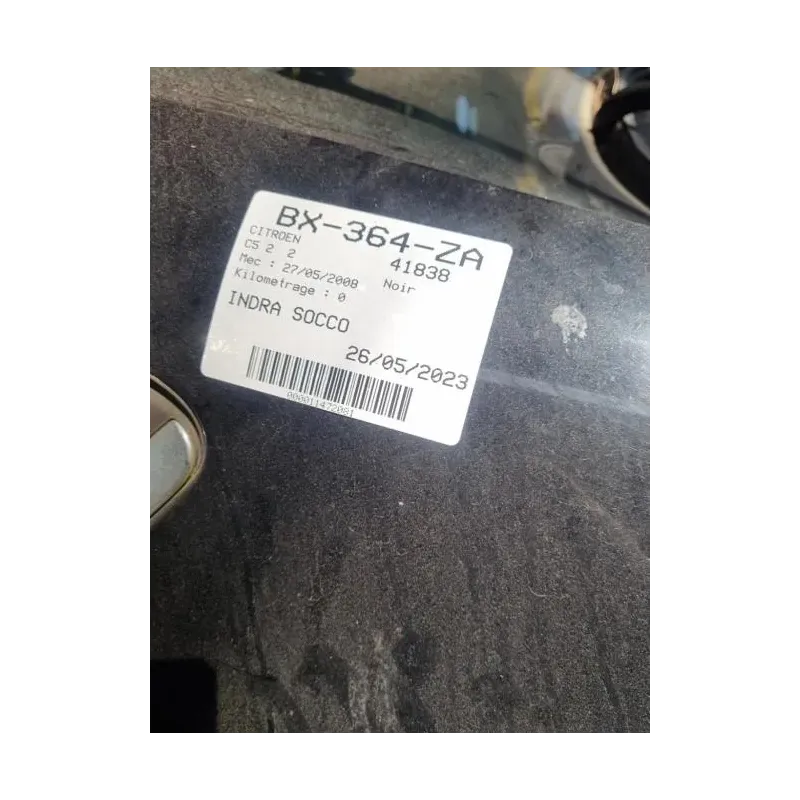 BX-364-ZA
CITROEN 41838
C5 2 2
Mec : 27/05/2008 Noir
Kilometrage : 0
INDRA SOCCO
26/05/2023
000011472081